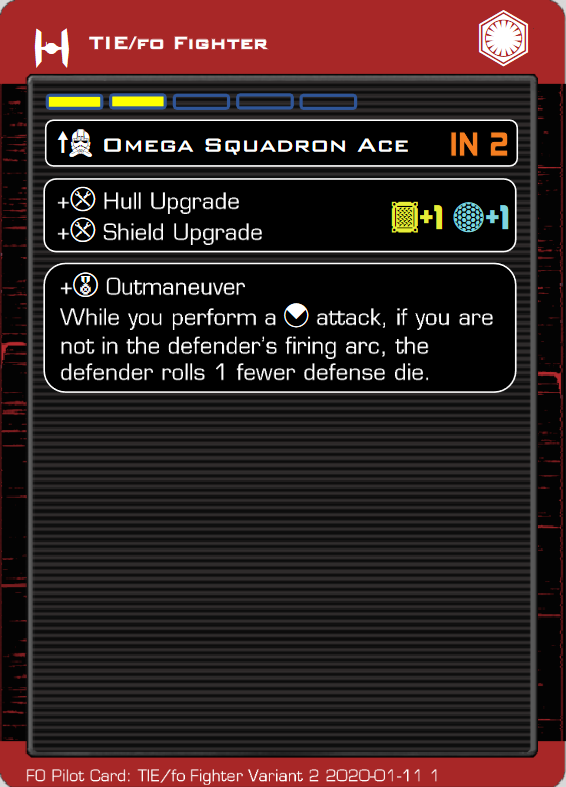 TIE/fo Fighter
Omega Squadron Ace IN 2
+ Hull Upgrade
+ Shield Upgrade
+1 +1
+ Outmaneuver
While you perform a attack, if you are
not in the defender's firing arc, the
defender rolls 1 fewer defense die.
FO Pilot Card: TIE/fo Fighter Variant 2 2020-01-11 1